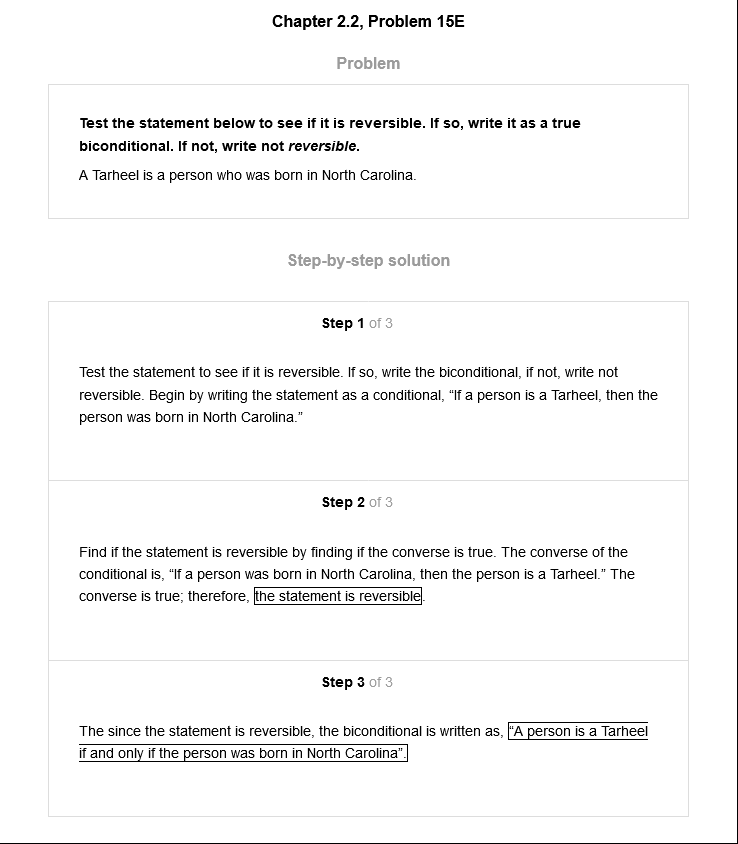 Chapter 2.2, Problem 15E
Problem
Test the statement below to see if it is reversible. If so, write it as a true
biconditional. If not, write not reversible.
A Tarheel is a person who was born in North Carolina.
Step-by-step solution
Step 1 of 3
Test the statement to see if it is reversible. If so, write the biconditional, if not, write not
reversible. Begin by writing the statement as a conditional, “If a person is a Tarheel, then the
person was born in North Carolina.”
Step 2 of 3
Find if the statement is reversible by finding if the converse is true. The converse of the
conditional is, “If a person was born in North Carolina, then the person is a Tarheel.” The
converse is true; therefore, the statement is reversible.
Step 3 of 3
The since the statement is reversible, the biconditional is written as, “A person is a Tarheel
if and only if the person was born in North Carolina”.